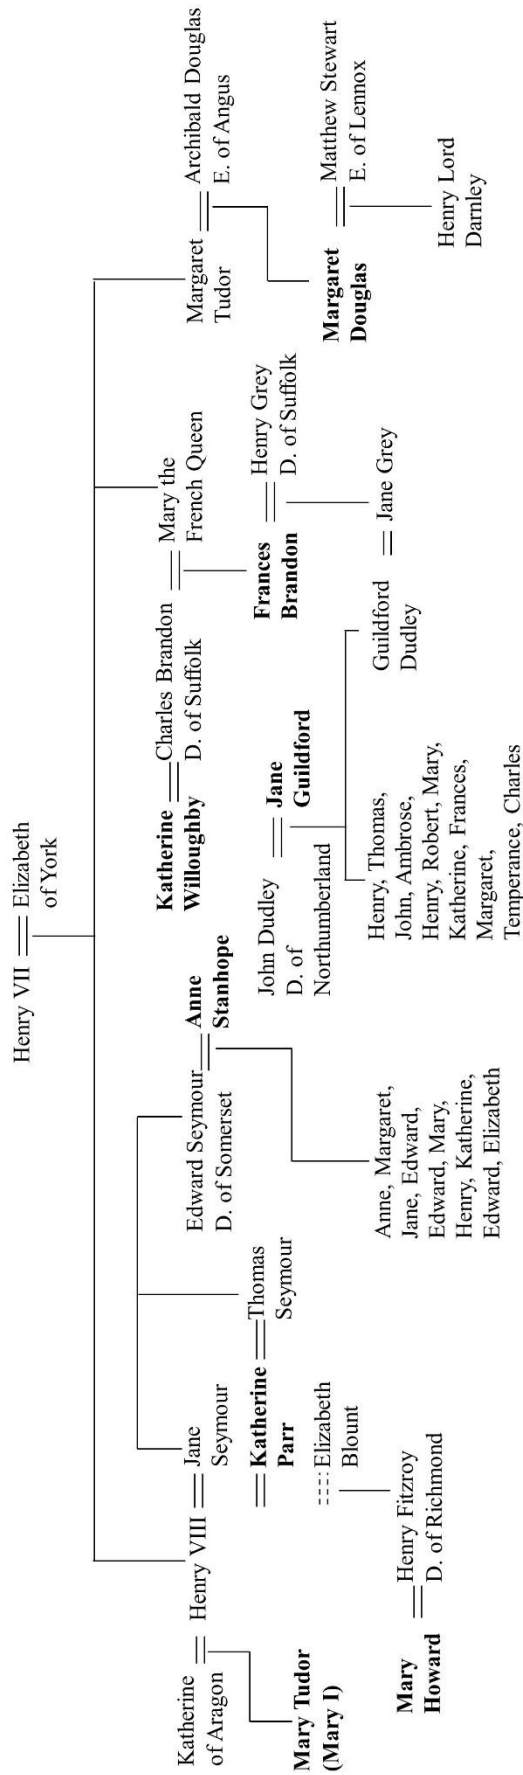 Henry VII
Elizabeth
of York
Katherine
of Aragon
Henry VIII
Jane
Seymour
Edward Seymour
D. of Somerset
Anne
Stanhope
Katherine
Willoughby
Charles Brandon
D. of Suffolk
Mary the
French Queen
Margaret
Tudor
Archibald Douglas
E. of Angus
Mary Tudor
(Mary I)
Katherine
Parr
Thomas
Seymour
Elizabeth
Blount
John Dudley
D. of
Northumberland
Jane
Guildford
Frances
Brandon
Henry Grey
D. of Suffolk
Margaret
Douglas
Matthew Stewart
E. of Lennox
Mary
Howard
Henry Fitzroy
D. of Richmond
Anne, Margaret,
Jane, Edward,
Edward, Mary,
Henry, Katherine,
Edward, Elizabeth
Henry, Thomas,
John, Ambrose,
Henry, Robert, Mary,
Katherine, Frances,
Margaret,
Temperance, Charles
Guildford
Dudley
Jane Grey
Henry Lord
Darnley